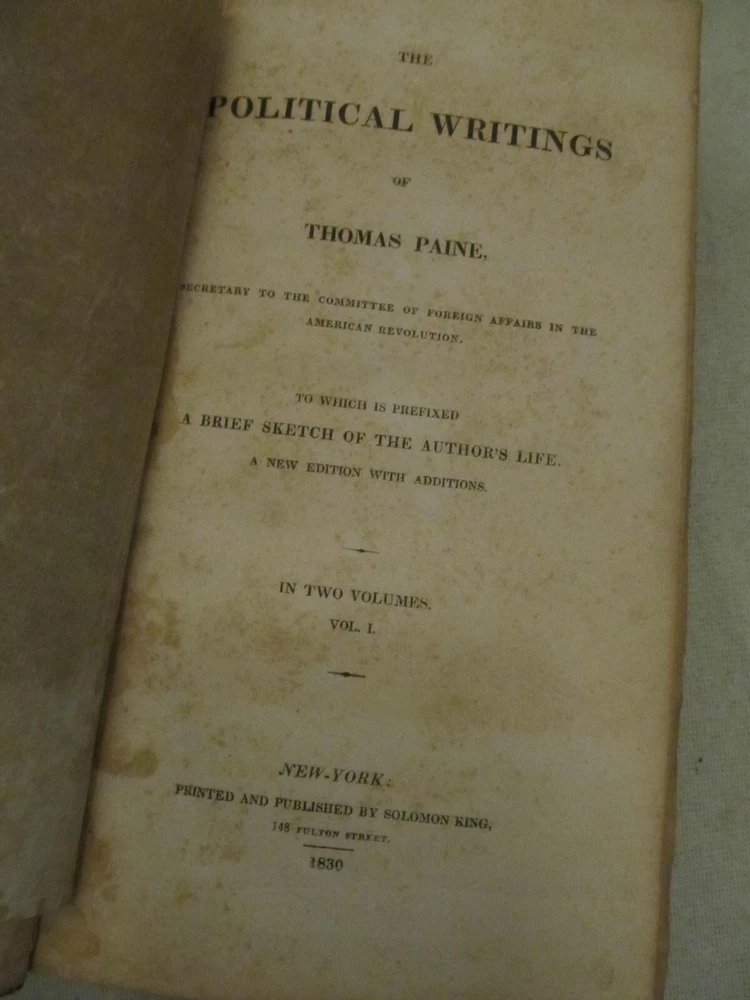 THE
POLITICAL WRITINGS
OF
THOMAS PAINE,
SECRETARY TO THE COMMITTEE OF FOREIGN AFFAIRS IN THE
AMERICAN REVOLUTION.
TO WHICH IS PREFIXED
A BRIEF SKETCH OF THE AUTHOR'S LIFE.
A NEW EDITION WITH ADDITIONS.
IN TWO VOLUMES.
VOL. I.
NEW-YORK:
PRINTED AND PUBLISHED BY SOLOMON KING,
148 FULTON STREET.
1830